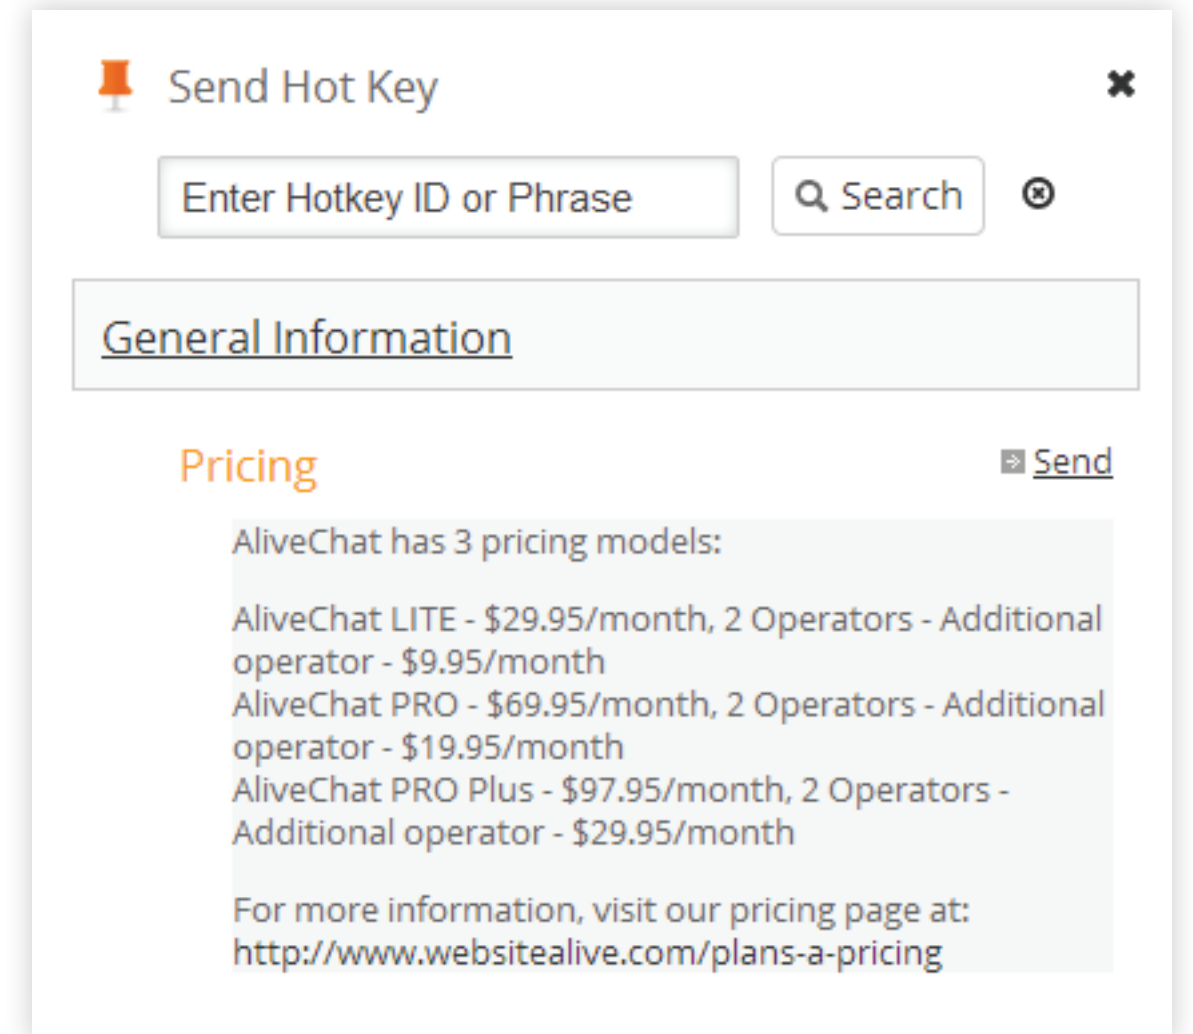 Send Hot Key
Enter Hotkey ID or Phrase
Search
General Information
Pricing
Send
AliveChat has 3 pricing models:
AliveChat LITE - $29.95/month, 2 Operators - Additional
operator - $9.95/month
AliveChat PRO - $69.95/month, 2 Operators - Additional
operator - $19.95/month
AliveChat PRO Plus - $97.95/month, 2 Operators -
Additional operator - $29.95/month
For more information, visit our pricing page at:
http://www.websitealive.com/plans-a-pricing